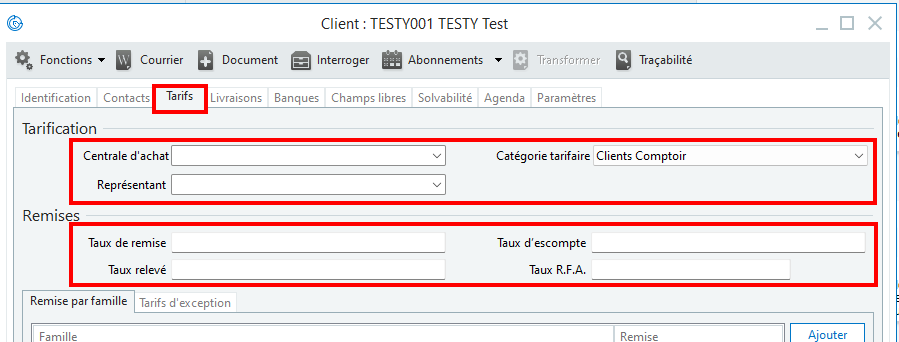 Client : TESTY001 TESTY Test
Fonctions Courrier Document Interroger Abonnements Transformer Traçabilité
Identification Contacts Tarifs Livraisons Banques Champs libres Solvabilité Agenda Paramètres
Tarification
Centrale d'achat Catégorie tarifaire Clients Comptoir
Représentant
Remises
Taux de remise Taux d'escompte
Taux relevé Taux R.F.A.
Remise par famille Tarifs d'exception
Famille Remise Ajouter